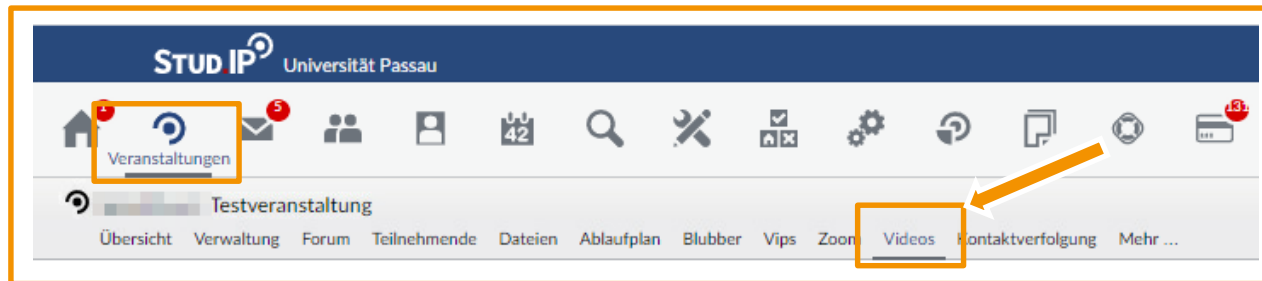 STUD.IP Universität Passau
1 5 42 131
Veranstaltungen
Testveranstaltung
Übersicht Verwaltung Forum Teilnehmende Dateien Ablaufplan Blubber Vips Zoom Videos Kontaktverfolgung Mehr ...